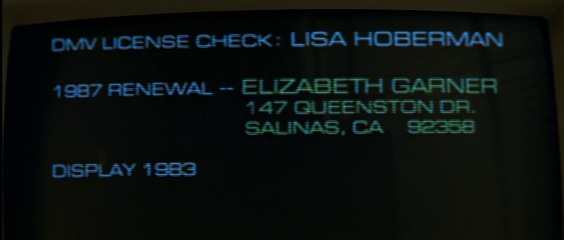 DMV LICENSE CHECK: LISA HOBERMAN
1987 RENEWAL -- ELIZABETH GARNER
147 QUEENSTON DR.
SALINAS, CA 92358
DISPLAY 1983